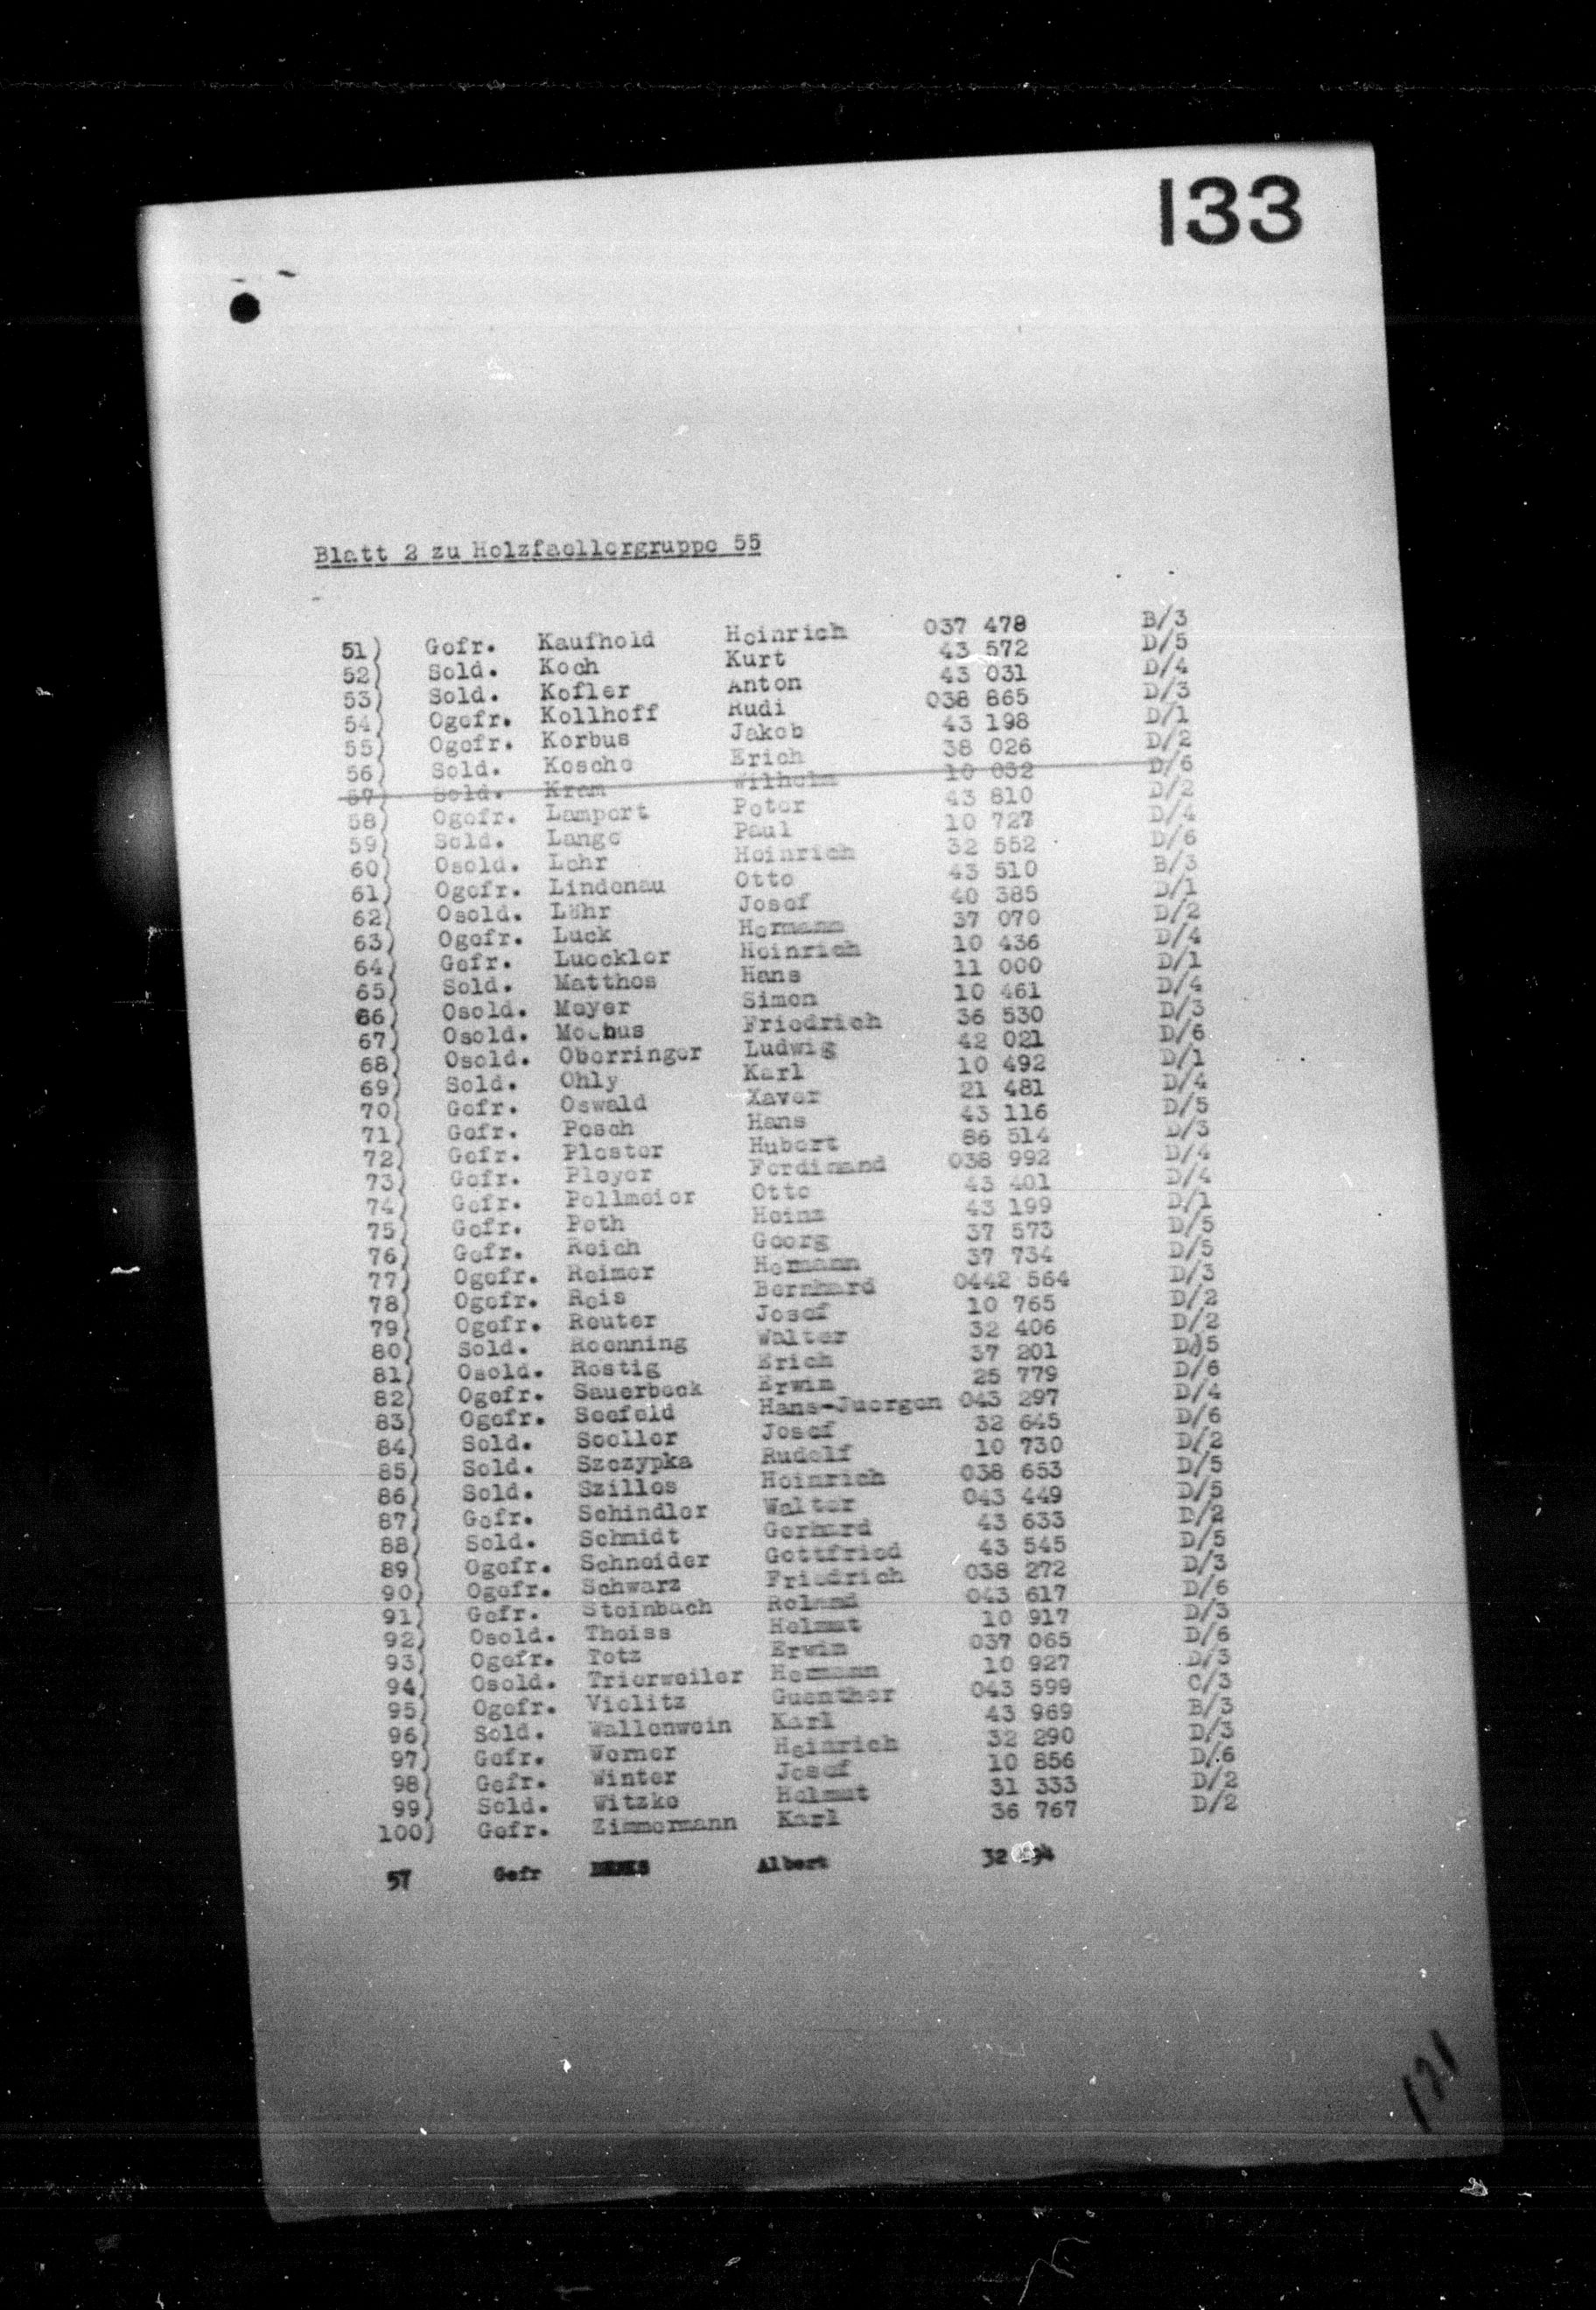 133
Blatt 2 zu Holzfaellergruppe 55
51) Gefr. Kaufhold Heinrich 037 478 B/3
52) Sold. Koch Kurt 43 572 D/5
53) Sold. Kofler Anton 43 031 D/4
54) Ogefr. Kollhoff Rudi 038 865 D/3
55) Ogefr. Korbus Jakob 43 198 D/1
56) Sold. Kosche Erich 38 026 D/2
57) Sold. Kram Wilhelm 10 032 D/6
58) Ogefr. Lampert Peter 43 810 D/2
59) Sold. Lange Paul 10 727 D/4
60) Osold. Lehr Heinrich 32 552 D/6
61) Ogefr. Lindenau Otto 43 510 B/3
62) Osold. Löhr Josef 40 385 D/1
63) Ogefr. Luck Hermann 37 070 D/2
64) Gefr. Lueckler Heinrich 10 436 D/4
65) Sold. Matthes Hans 11 000 D/1
66) Osold. Meyer Simon 10 461 D/4
67) Osold. Moebus Friedrich 36 530 D/3
68) Osold. Oberringer Ludwig 42 021 D/6
69) Sold. Ohly Karl 10 492 D/1
70) Gefr. Oswald Xaver 21 481 D/4
71) Gefr. Pesch Hans 43 116 D/5
72) Gefr. Plester Hubert 86 514 D/3
73) Gefr. Pleyer Ferdinand 038 992 D/4
74) Gefr. Pollmeier Otto 43 401 D/4
75) Gefr. Poth Heinz 43 199 D/1
76) Gefr. Reich Georg 37 573 D/5
77) Ogefr. Reimer Hermann 37 734 D/5
78) Ogefr. Reis Bernhard 0442 564 D/3
79) Ogefr. Reuter Josef 10 765 D/2
80) Sold. Roenning Walter 32 406 D/2
81) Osold. Rostig Erich 37 201 D)5
82) Ogefr. Sauerbeck Erwin 25 779 D/6
83) Ogefr. Seefeld Hans-Juergen 043 297 D/4
84) Sold. Seeller Josef 32 645 D/6
85) Sold. Szczypka Rudolf 10 730 D/2
86) Sold. Szillos Heinrich 038 653 D/5
87) Gefr. Schindler Walter 043 449 D/5
88) Sold. Schmidt Gerhard 43 633 D/2
89) Ogefr. Schneider Gottfried 43 545 D/5
90) Ogefr. Schwarz Friedrich 038 272 D/3
91) Gefr. Steinbach Roland 043 617 D/6
92) Osold. Theiss Helmut 10 917 D/3
93) Ogefr. Totz Erwin 037 065 D/6
94) Osold. Trierweiler Hermann 10 927 D/3
95) Ogefr. Vielitz Guenther 043 599 C/3
96) Sold. Wallenwein Karl 43 969 B/3
97) Gefr. Werner Heinrich 32 290 D/3
98) Gefr. Winter Josef 10 856 D/6
99) Sold. Witzke Helmut 31 333 D/2
100) Gefr. Zimmermann Karl 36 767 D/2
57 Gefr Albert 32
121